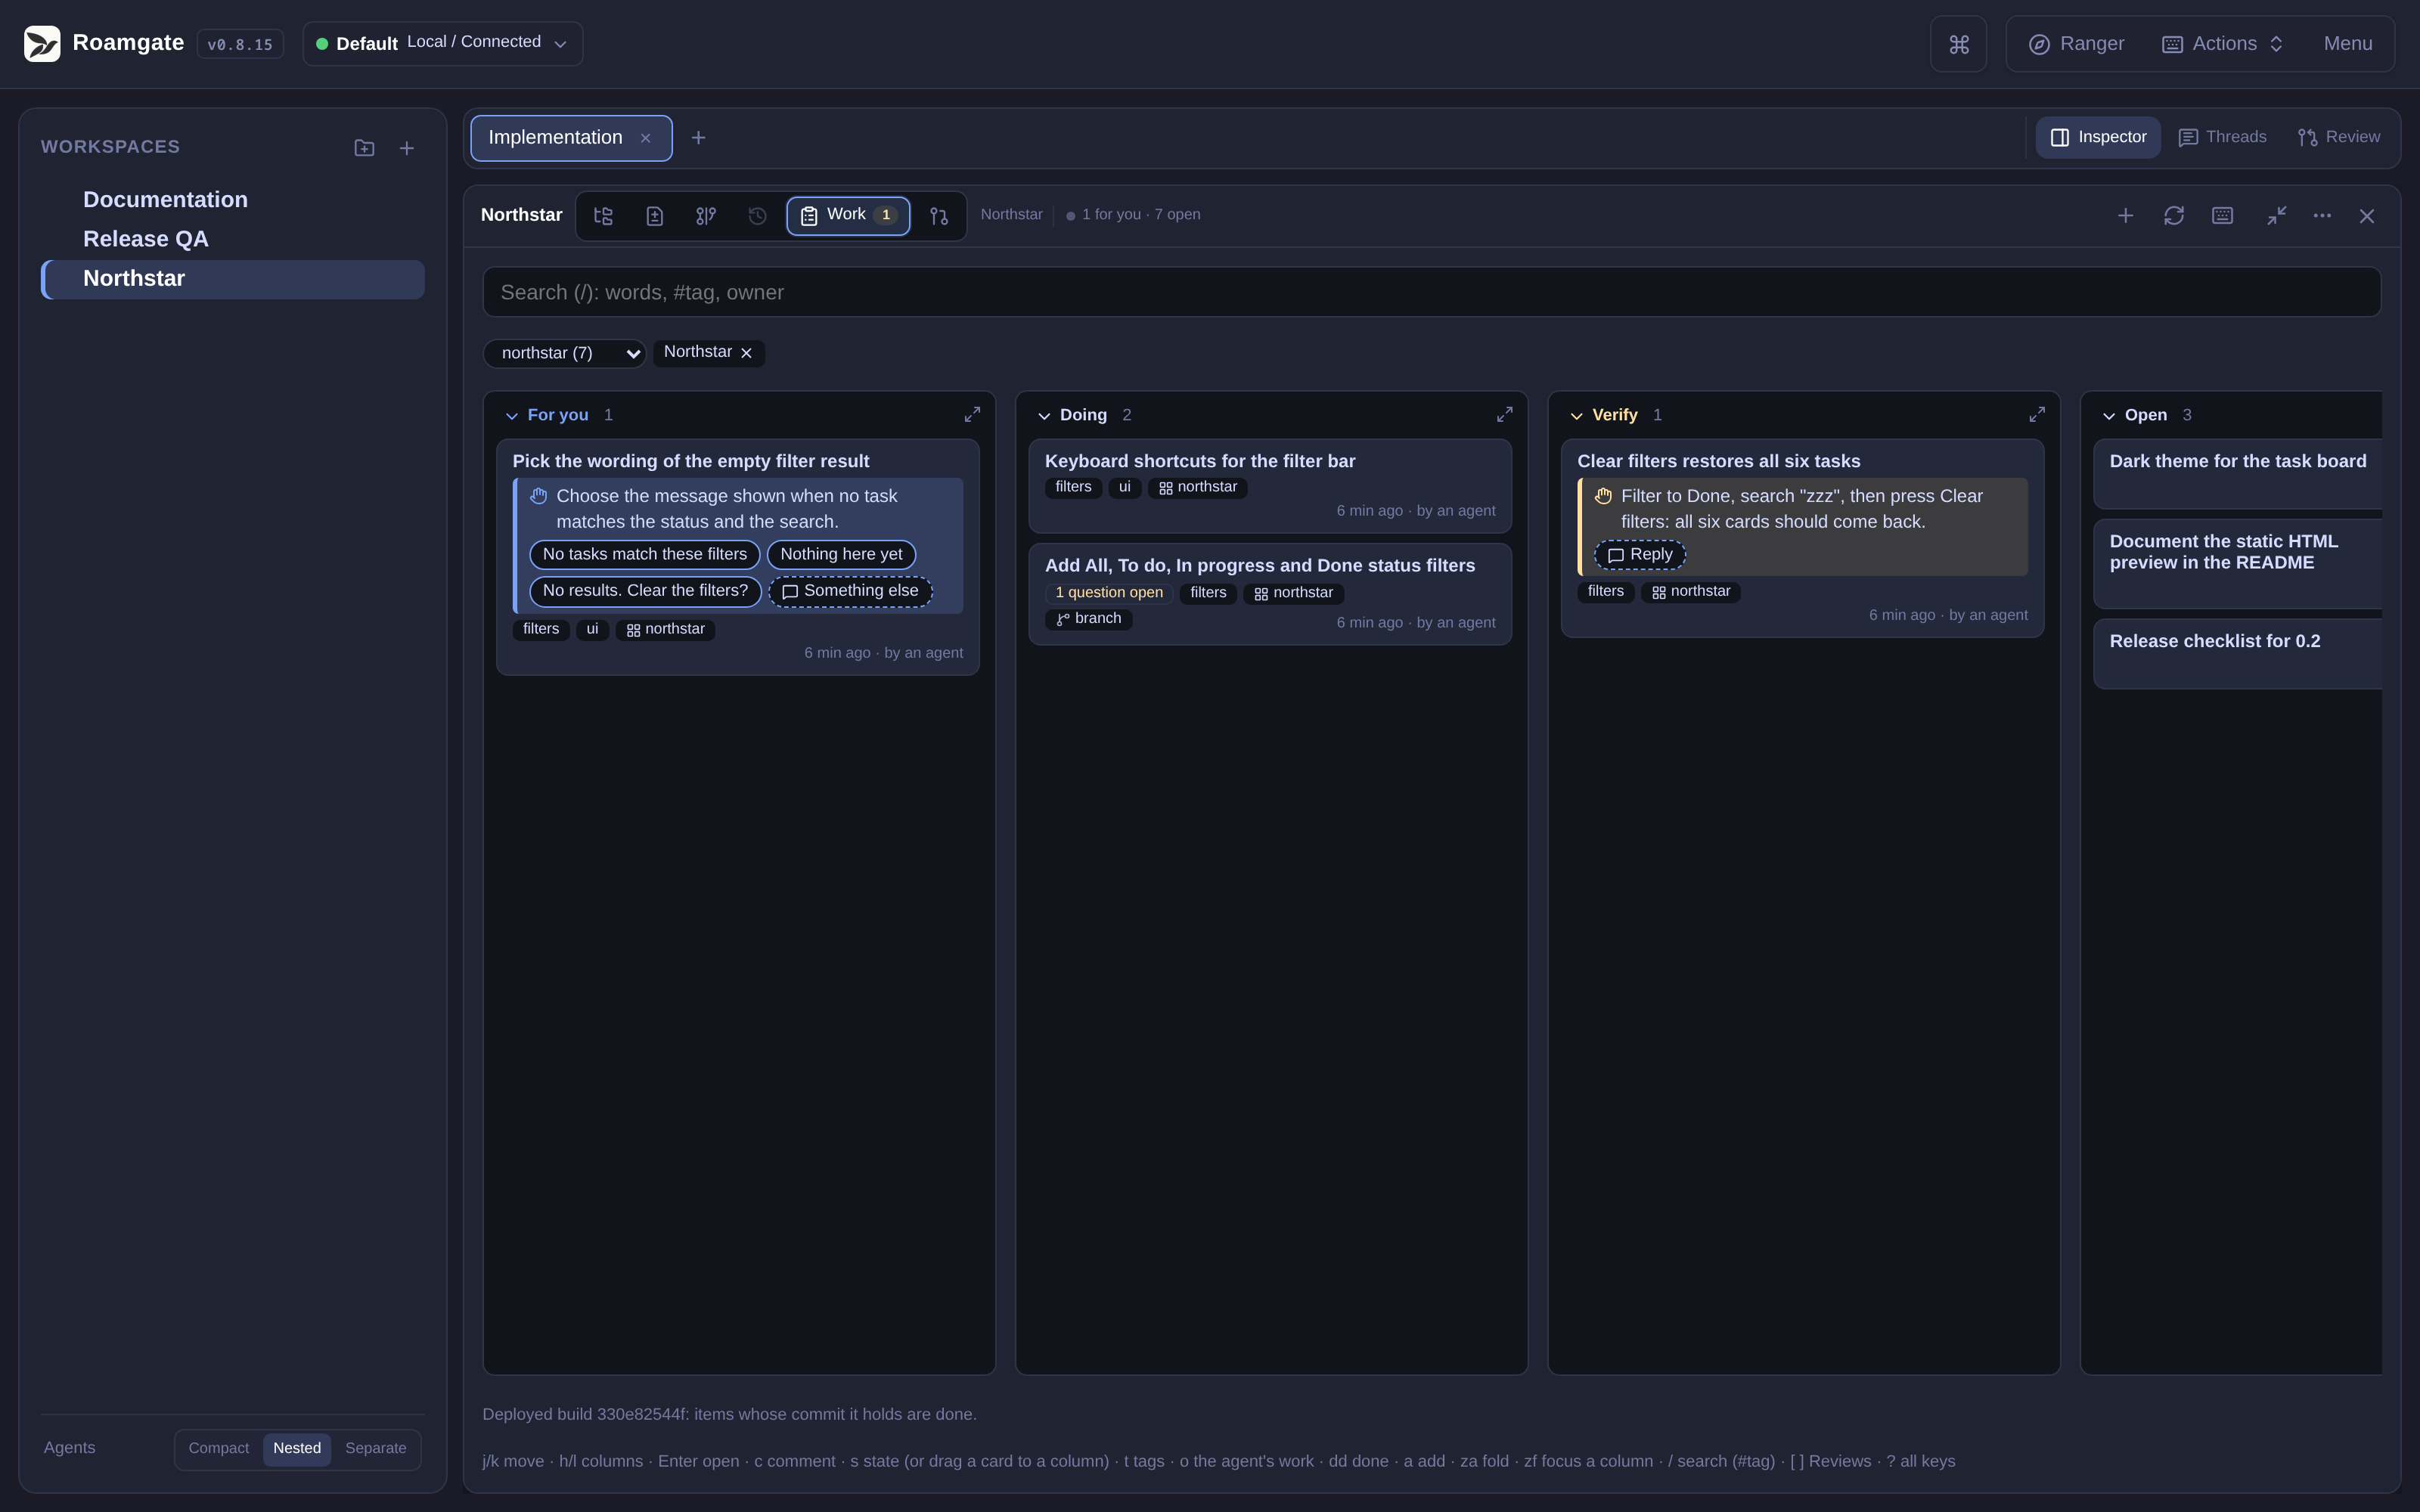 Roamgate v0.8.15 Default Local / Connected
Ranger Actions Menu
WORKSPACES
Documentation
Release QA
Northstar
Agents Compact Nested Separate
Implementation
Inspector Threads Review
Northstar Work 1 Northstar 1 for you · 7 open
Search (/): words, #tag, owner
northstar (7) Northstar
For you 1
Pick the wording of the empty filter result
Choose the message shown when no task
matches the status and the search.
No tasks match these filters Nothing here yet
No results. Clear the filters? Something else
filters ui northstar
6 min ago · by an agent
Doing 2
Keyboard shortcuts for the filter bar
filters ui northstar
6 min ago · by an agent
Add All, To do, In progress and Done status filters
1 question open filters northstar
branch 6 min ago · by an agent
Verify 1
Clear filters restores all six tasks
Filter to Done, search "zzz", then press Clear
filters: all six cards should come back.
Reply
filters northstar
6 min ago · by an agent
Open 3
Dark theme for the task board
Document the static HTML
preview in the README
Release checklist for 0.2
Deployed build 330e82544f: items whose commit it holds are done.
j/k move · h/l columns · Enter open · c comment · s state (or drag a card to a column) · t tags · o the agent's work · dd done · a add · za fold · zf focus a column · / search (#tag) · [ ] Reviews · ? all keys